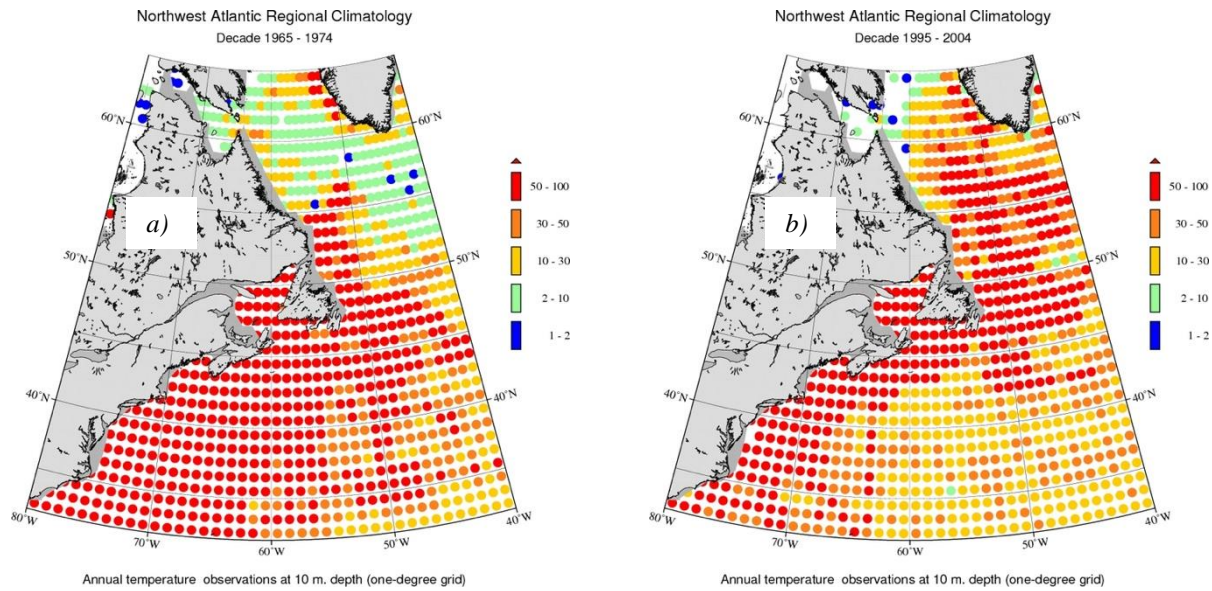 Northwest Atlantic Regional Climatology
Decade 1965 - 1974
60°N
60°N
50°N
50°N
40°N
40°N
80°W
70°W
60°W
50°W
40°W
a)
50 - 100
30 - 50
10 - 30
2 - 10
1 - 2
Annual temperature observations at 10 m. depth (one-degree grid)
Northwest Atlantic Regional Climatology
Decade 1995 - 2004
60°N
60°N
50°N
50°N
40°N
40°N
80°W
70°W
60°W
50°W
40°W
b)
50 - 100
30 - 50
10 - 30
2 - 10
1 - 2
Annual temperature observations at 10 m. depth (one-degree grid)